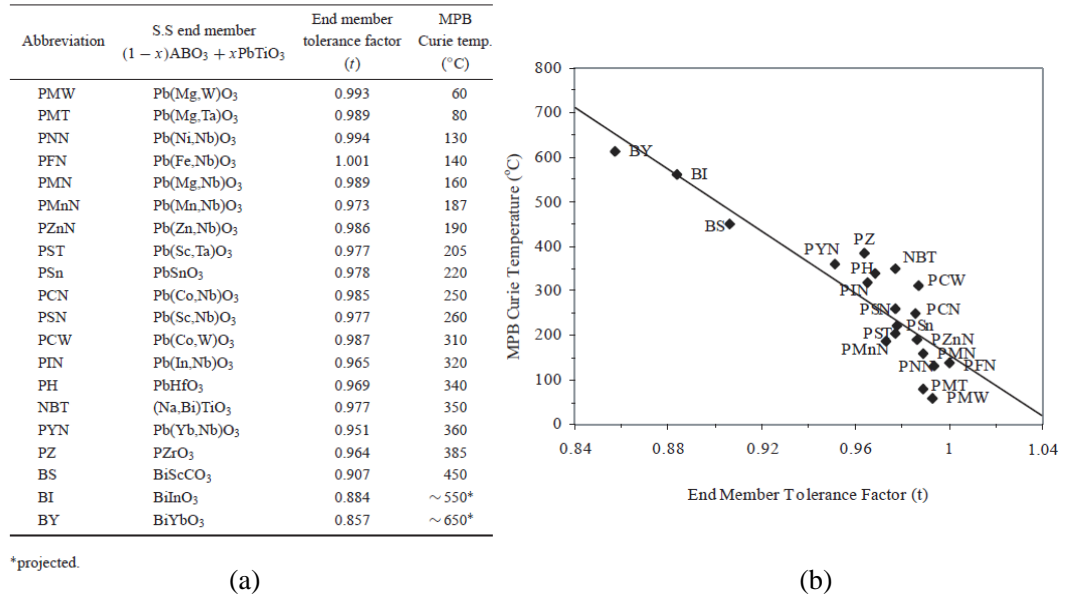 Abbreviation S.S end member (1 − x)ABO₃ + xPbTiO₃ End member tolerance factor (t) MPB Curie temp. (°C)
PMW Pb(Mg,W)O₃ 0.993 60
PMT Pb(Mg,Ta)O₃ 0.989 80
PNN Pb(Ni,Nb)O₃ 0.994 130
PFN Pb(Fe,Nb)O₃ 1.001 140
PMN Pb(Mg,Nb)O₃ 0.989 160
PMnN Pb(Mn,Nb)O₃ 0.973 187
PZnN Pb(Zn,Nb)O₃ 0.986 190
PST Pb(Sc,Ta)O₃ 0.977 205
PSn PbSnO₃ 0.978 220
PCN Pb(Co,Nb)O₃ 0.985 250
PSN Pb(Sc,Nb)O₃ 0.977 260
PCW Pb(Co,W)O₃ 0.987 310
PIN Pb(In,Nb)O₃ 0.965 320
PH PbHfO₃ 0.969 340
NBT (Na,Bi)TiO₃ 0.977 350
PYN Pb(Yb,Nb)O₃ 0.951 360
PZ PZrO₃ 0.964 385
BS BiScCO₃ 0.907 450
BI BiInO₃ 0.884 ∼550*
BY BiYbO₃ 0.857 ∼650*
*projected.
(a)
MPB Curie Temperature (°C)
800
700
600
500
400
300
200
100
0
BY
BI
BS
PYN
PZ
NBT
PH
PCW
PIN
PSN
PCN
PSn
PST
PZnN
PMnN
PMN
PNN
PFN
PMT
PMW
0.84 0.88 0.92 0.96 1 1.04
End Member Tolerance Factor (t)
(b)